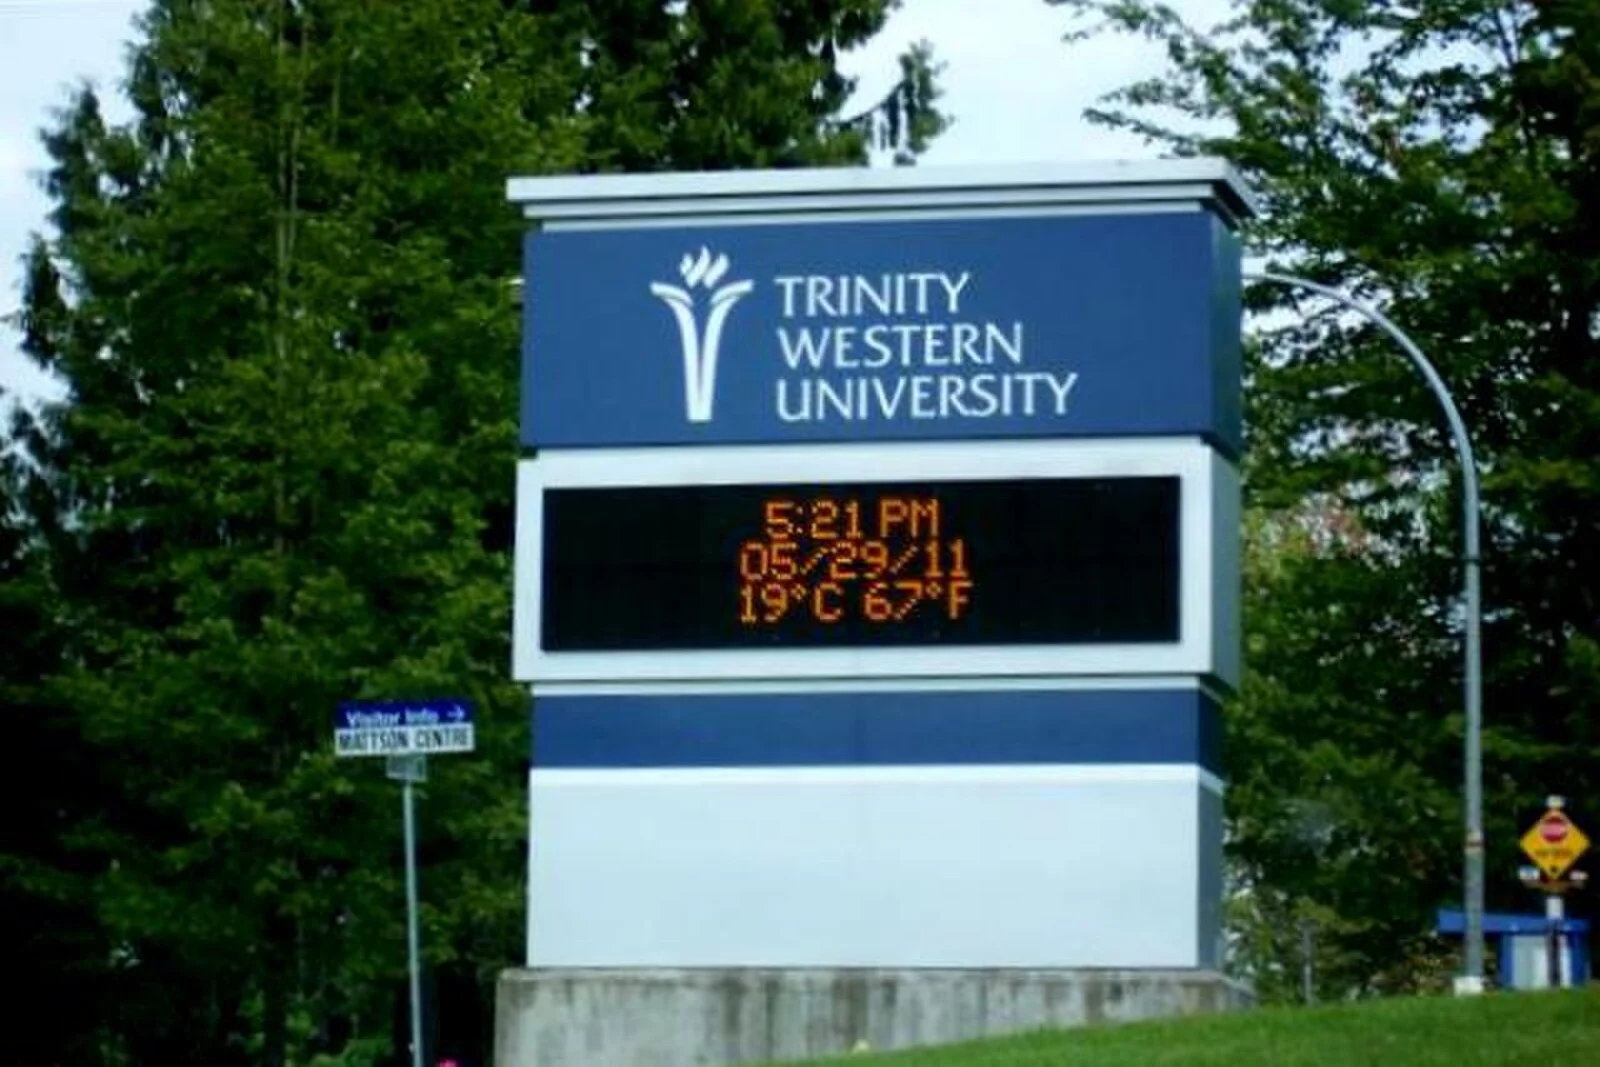 TRINITY
WESTERN
UNIVERSITY
5:21 PM
05/29/11
19°C 67°F
Visitor Info →
MATTSON CENTRE